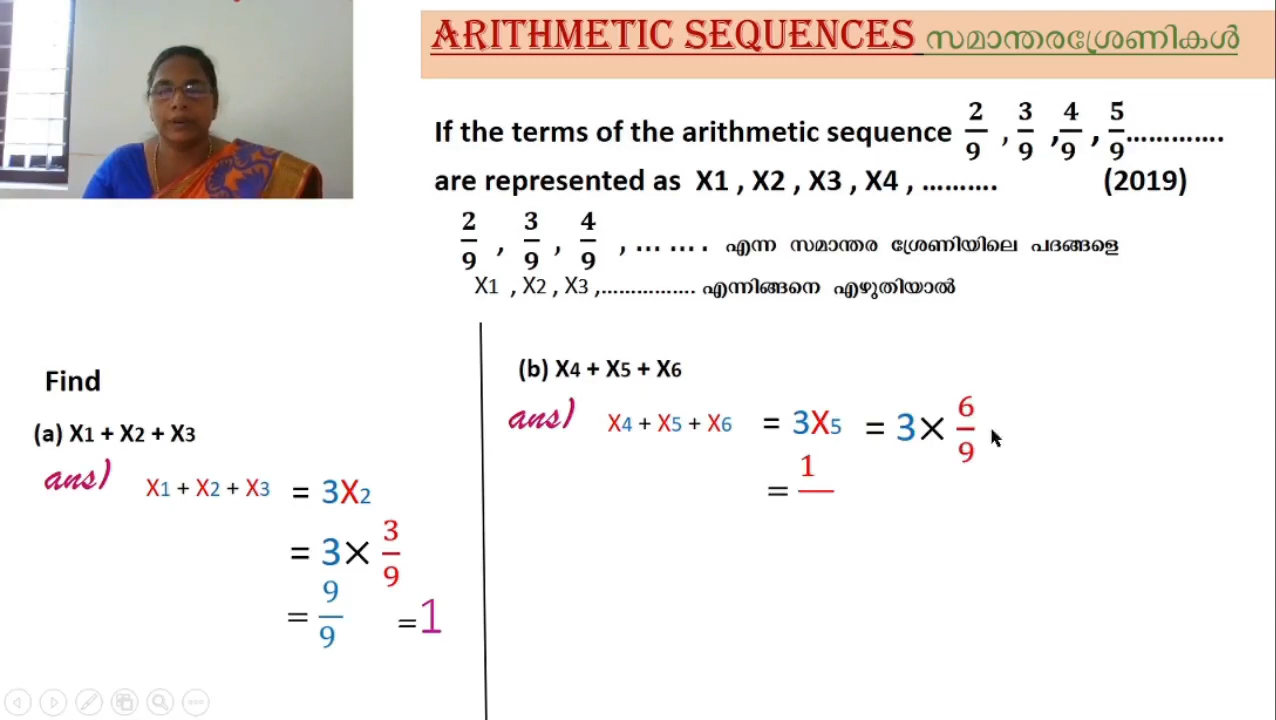 ARITHMETIC SEQUENCES സമാന്തരശ്രേണികൾ
If the terms of the arithmetic sequence 2/9 , 3/9 , 4/9 , 5/9 ………….
are represented as X1 , X2 , X3 , X4 , ………. (2019)
2/9 , 3/9 , 4/9 , … … . എന്ന സമാന്തര ശ്രേണിയിലെ പദങ്ങളെ
X1 , X2 , X3 ,……………. എന്നിങ്ങനെ എഴുതിയാൽ
Find
(a) X1 + X2 + X3
ans) X1 + X2 + X3 = 3X2
= 3× 3/9
= 9/9 = 1
(b) X4 + X5 + X6
ans) X4 + X5 + X6 = 3X5 = 3× 6/9
= 1/